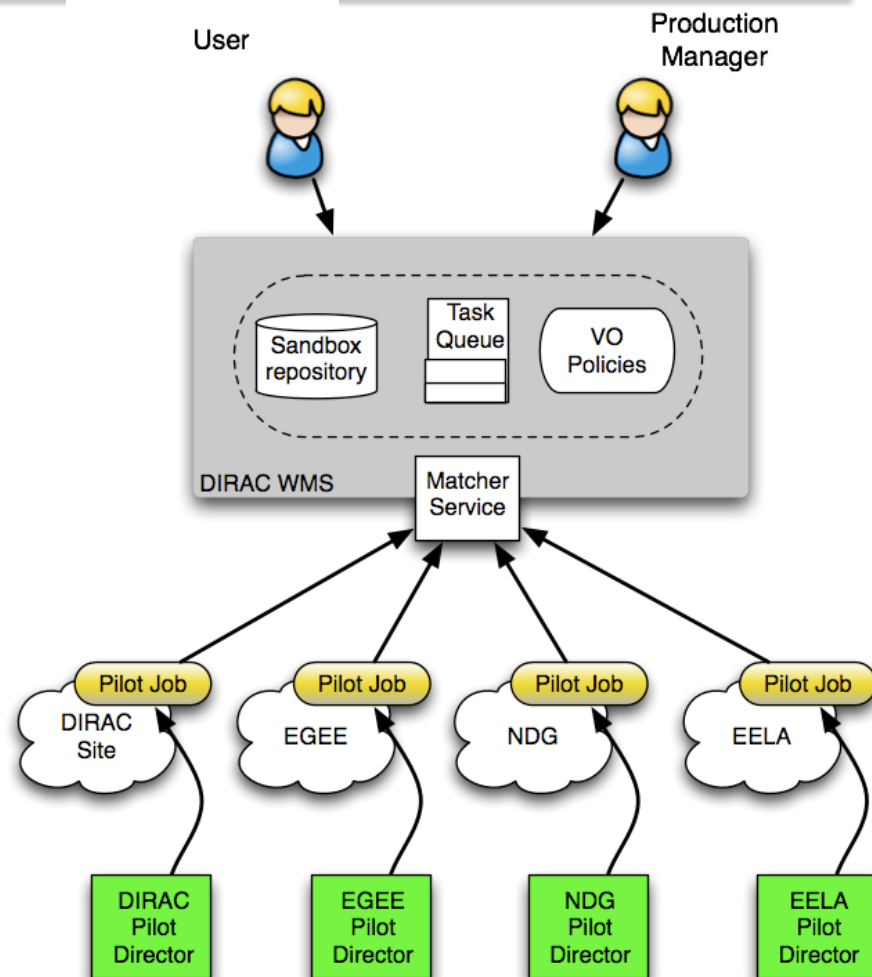 User
Production
Manager
Sandbox
repository
Task
Queue
VO
Policies
DIRAC WMS
Matcher
Service
Pilot Job
Pilot Job
Pilot Job
Pilot Job
DIRAC
Site
EGEE
NDG
EELA
DIRAC
Pilot
Director
EGEE
Pilot
Director
NDG
Pilot
Director
EELA
Pilot
Director